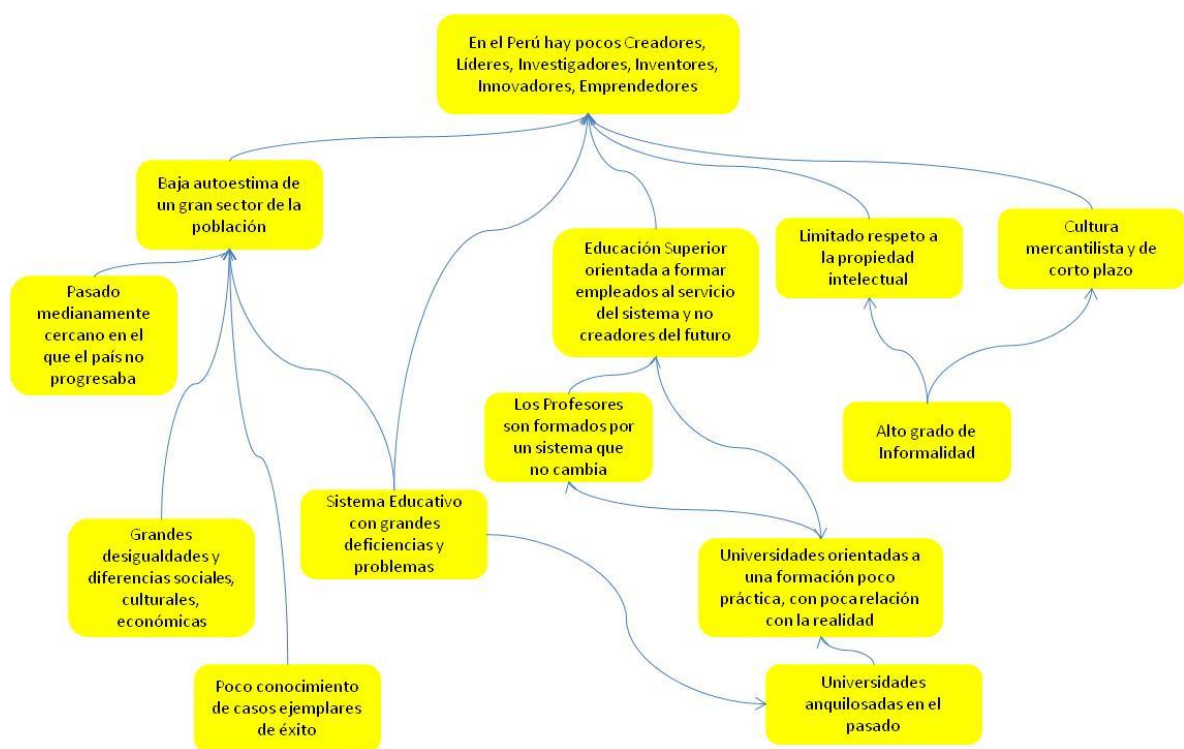 En el Perú hay pocos Creadores,
Líderes, Investigadores, Inventores,
Innovadores, Emprendedores
Baja autoestima de
un gran sector de la
población
Educación Superior
orientada a formar
empleados al servicio
del sistema y no
creadores del futuro
Limitado respeto a
la propiedad
intelectual
Cultura
mercantilista y de
corto plazo
Pasado
medianamente
cercano en el
que el país no
progresaba
Los Profesores
son formados por
un sistema que
no cambia
Alto grado de
Informalidad
Grandes
desigualdades y
diferencias sociales,
culturales,
económicas
Sistema Educativo
con grandes
deficiencias y
problemas
Universidades orientadas a
una formación poco
práctica, con poca relación
con la realidad
Poco conocimiento
de casos ejemplares
de éxito
Universidades
anquilosadas en el
pasado